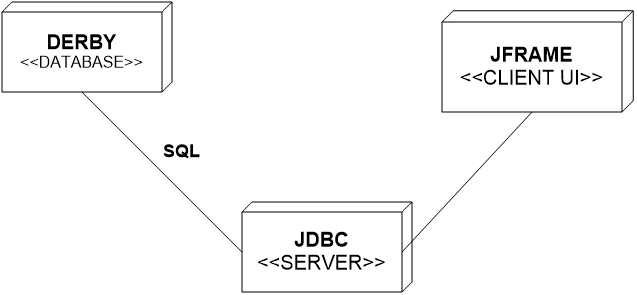 DERBY
<<DATABASE>>
JFRAME
<<CLIENT UI>>
SQL
JDBC
<<SERVER>>